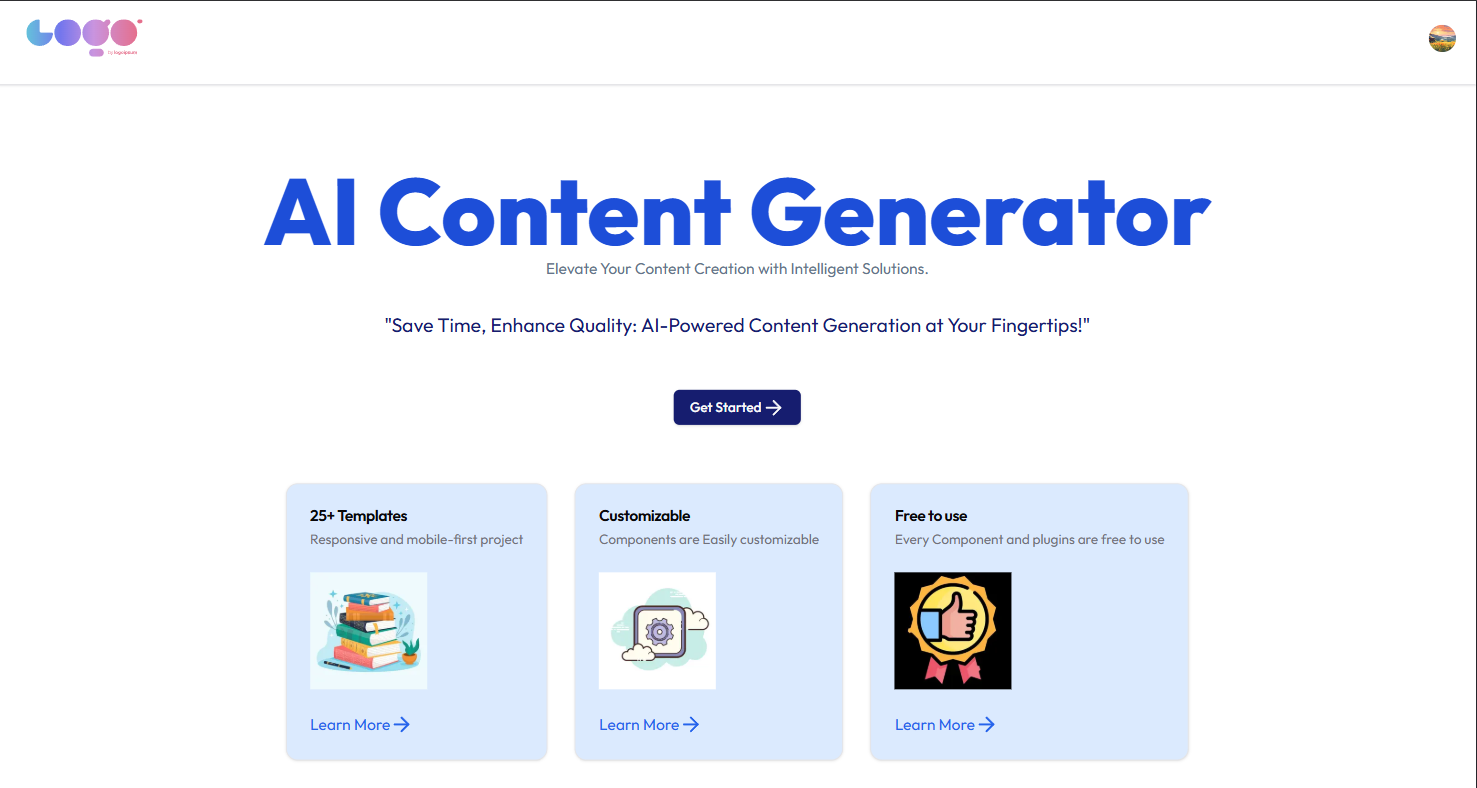 Logo
by logoipsum
AI Content Generator
Elevate Your Content Creation with Intelligent Solutions.
"Save Time, Enhance Quality: AI-Powered Content Generation at Your Fingertips!"
Get Started
25+ Templates
Responsive and mobile-first project
Learn More
Customizable
Components are Easily customizable
Learn More
Free to use
Every Component and plugins are free to use
Learn More